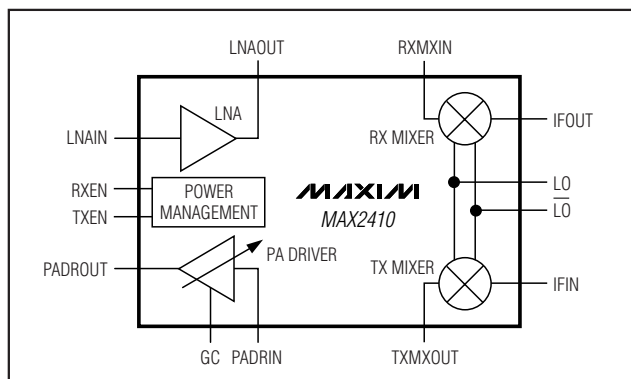 LNAOUT
RXMXIN
LNA
LNAIN
RX MIXER
IFOUT
RXEN
TXEN
POWER
MANAGEMENT
MAXIM
MAX2410
LO
L̅O̅
PADROUT
PA DRIVER
TX MIXER
IFIN
GC
PADRIN
TXMXOUT